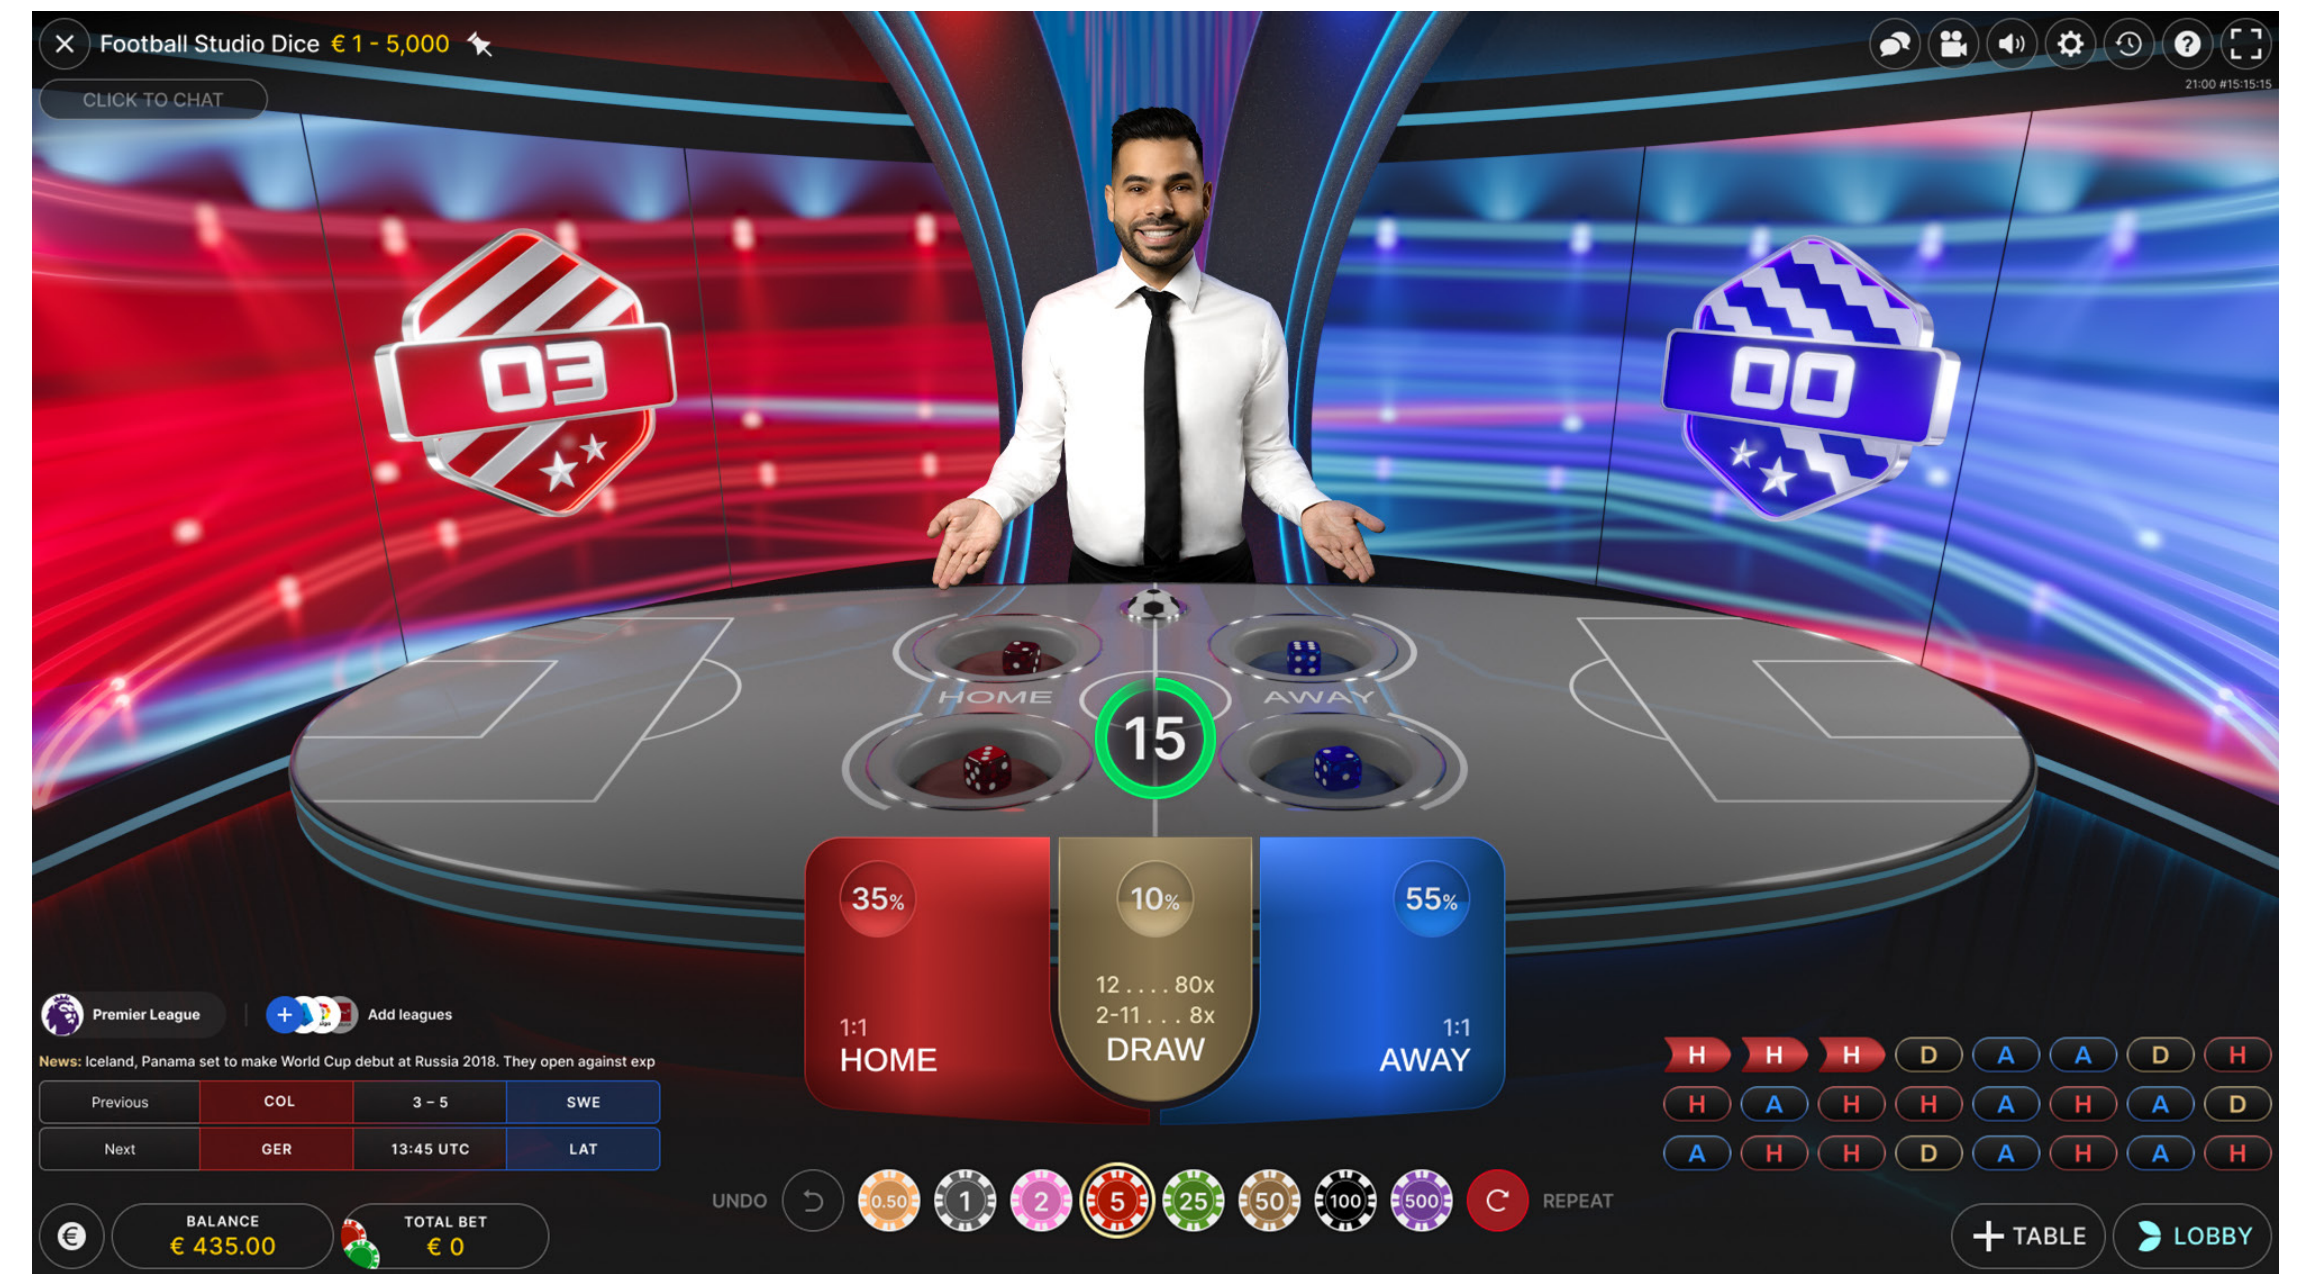 Football Studio Dice € 1 - 5,000
CLICK TO CHAT
21:00 #15:15:15
03
00
HOME
AWAY
15
35%
10%
55%
12 . . . . 80x
2-11 . . . 8x
DRAW
1:1
HOME
1:1
AWAY
Premier League
Add leagues
News: Iceland, Panama set to make World Cup debut at Russia 2018. They open against exp
Previous COL 3 – 5 SWE
Next GER 13:45 UTC LAT
H H H D A A D H
H A H H A H A D
A H H D A H A H
UNDO
0.50 1 2 5 25 50 100 500
REPEAT
€
BALANCE
€ 435.00
TOTAL BET
€ 0
+ TABLE
LOBBY